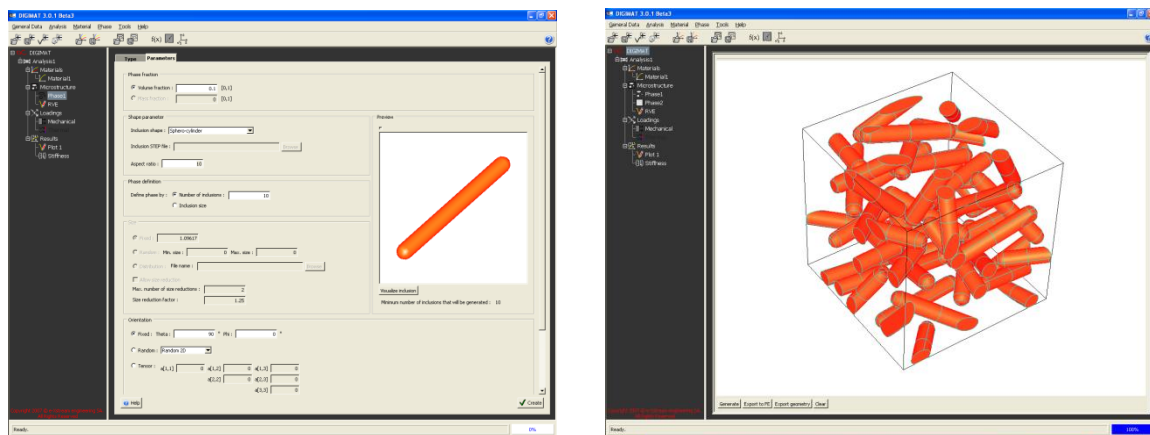 DIGIMAT 3.0.1 Beta3
General Data Analysis Material Phase Tools Help
f(x)
DIGIMAT
Analysis1
Materials
Material1
Microstructure
Phase1
RVE
Loadings
Mechanical
Results
Plot 1
Stiffness
Type Parameters
Phase fraction
Volume fraction : 0.1 [0,1]
Mass fraction : 0 [0,1]
Shape parameter
Inclusion shape : Sphero-cylinder
Inclusion STEP file : Browse
Aspect ratio : 10
Phase definition
Define phase by : Number of inclusions : 10
Inclusion size
Size
Fixed : 1.09617
Random : Min. size : 0 Max. size : 0
Distribution : File name : Browse
Allow size reduction
Max. number of size reductions : 2
Size reduction factor : 1.25
Orientation
Fixed : Theta : 90 ° Phi : 0 °
Random : Random 2D
Tensor : a[1,1] 0 a[1,2] 0 a[1,3] 0
a[2,2] 0 a[2,3] 0
a[3,3] 0
Preview
Visualize inclusion
Minimum number of inclusions that will be generated : 10
Help
Create
Ready.
0%
DIGIMAT 3.0.1 Beta3
General Data Analysis Material Phase Tools Help
f(x)
DIGIMAT
Analysis1
Materials
Material1
Microstructure
Phase1
Phase2
RVE
Loadings
Mechanical
Results
Plot 1
Stiffness
Generate Export to FE Export geometry Clear
Ready.
100%